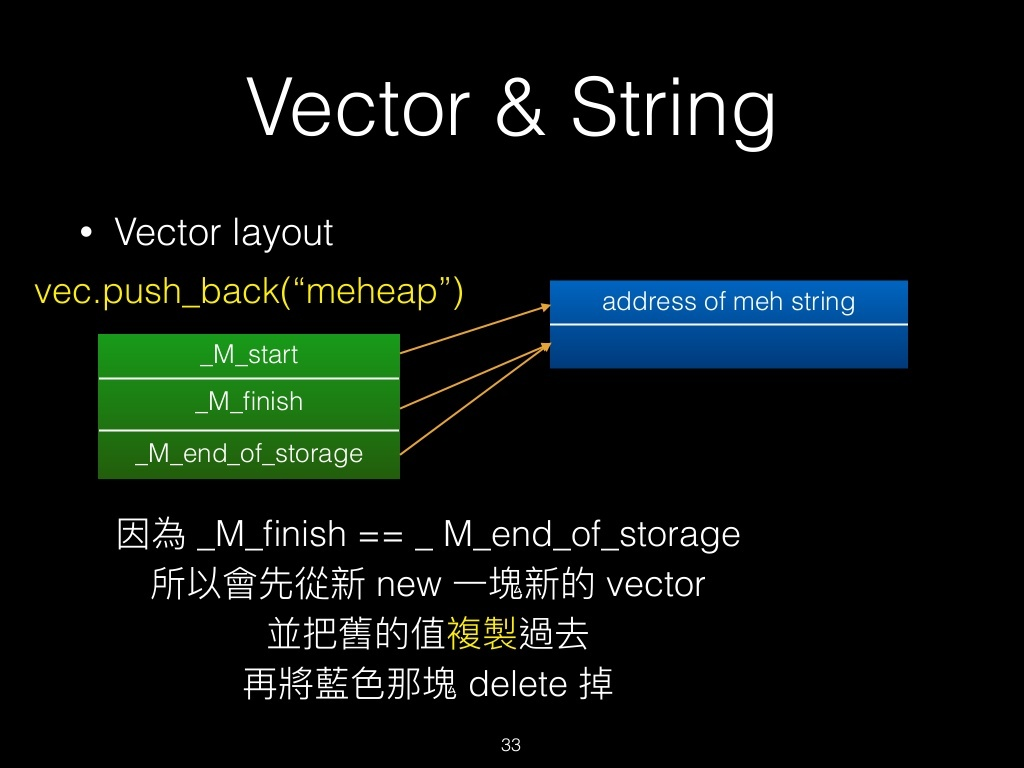 Vector & String
• Vector layout
vec.push_back(“meheap”)
address of meh string
_M_start
_M_finish
_M_end_of_storage
因為 _M_finish == _ M_end_of_storage
所以會先從新 new 一塊新的 vector
並把舊的值複製過去
再將藍色那塊 delete 掉
33